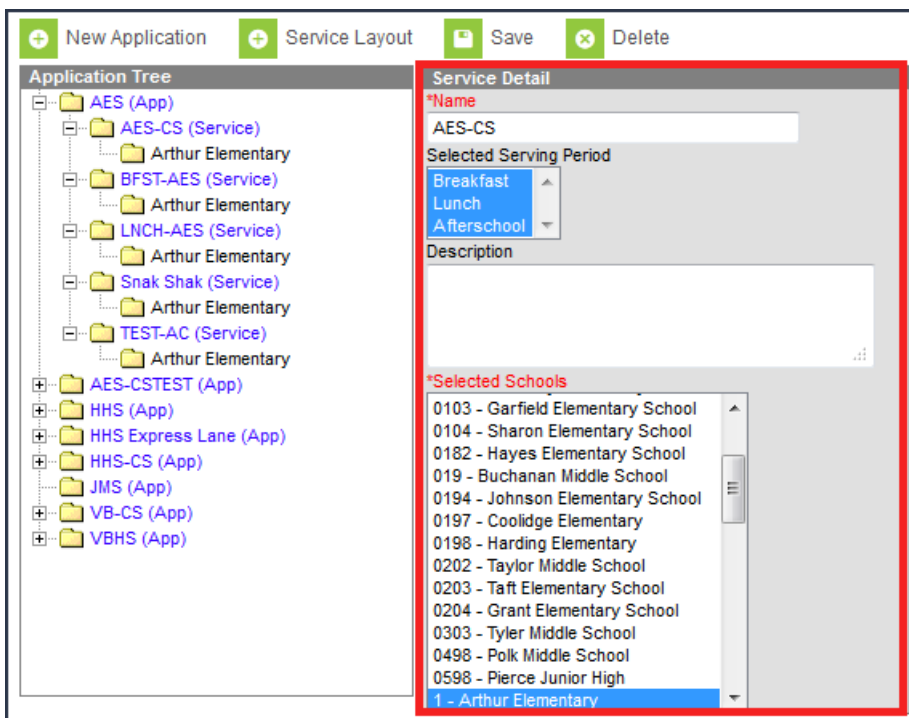 New Application Service Layout Save Delete
Application Tree
AES (App)
AES-CS (Service)
Arthur Elementary
BFST-AES (Service)
Arthur Elementary
LNCH-AES (Service)
Arthur Elementary
Snak Shak (Service)
Arthur Elementary
TEST-AC (Service)
Arthur Elementary
AES-CSTEST (App)
HHS (App)
HHS Express Lane (App)
HHS-CS (App)
JMS (App)
VB-CS (App)
VBHS (App)
Service Detail
*Name
AES-CS
Selected Serving Period
Breakfast
Lunch
Afterschool
Description
*Selected Schools
0103 - Garfield Elementary School
0104 - Sharon Elementary School
0182 - Hayes Elementary School
019 - Buchanan Middle School
0194 - Johnson Elementary School
0197 - Coolidge Elementary
0198 - Harding Elementary
0202 - Taylor Middle School
0203 - Taft Elementary School
0204 - Grant Elementary School
0303 - Tyler Middle School
0498 - Polk Middle School
0598 - Pierce Junior High
1 - Arthur Elementary